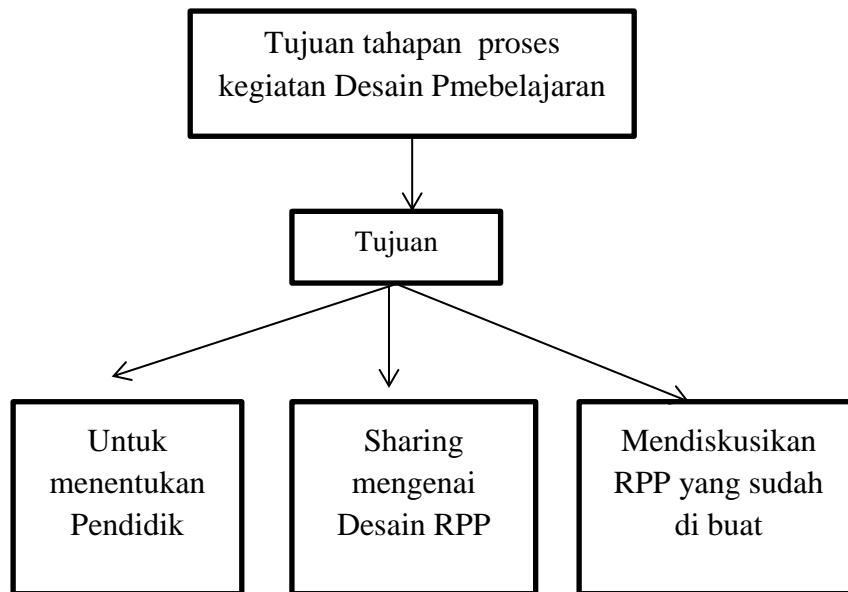 Tujuan tahapan  proses
kegiatan Desain Pmebelajaran
Tujuan
Untuk
menentukan
Pendidik
Sharing
mengenai
Desain RPP
Mendiskusikan
RPP yang sudah
di buat